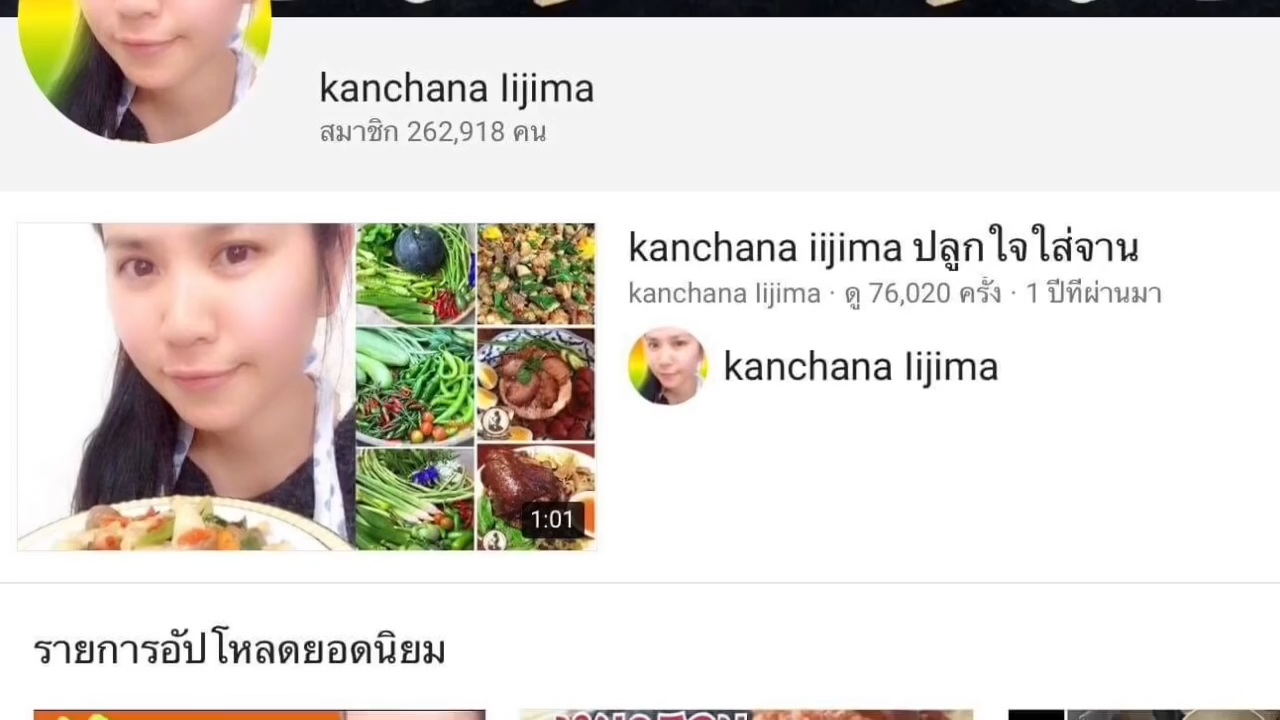 kanchana Iijima
สมาชิก 262,918 คน
kanchana iijima ปลูกใจใส่จาน
kanchana Iijima · ดู 76,020 ครั้ง · 1 ปีที่ผ่านมา
kanchana Iijima
1:01
รายการอัปโหลดยอดนิยม